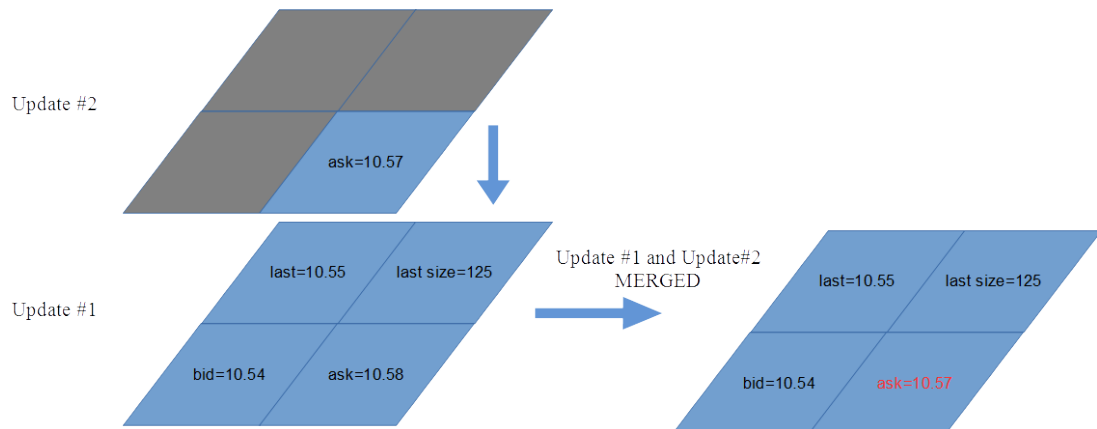 Update #2
ask=10.57
last=10.55
last size=125
Update #1
bid=10.54
ask=10.58
Update #1 and Update#2
MERGED
last=10.55
last size=125
bid=10.54
ask=10.57